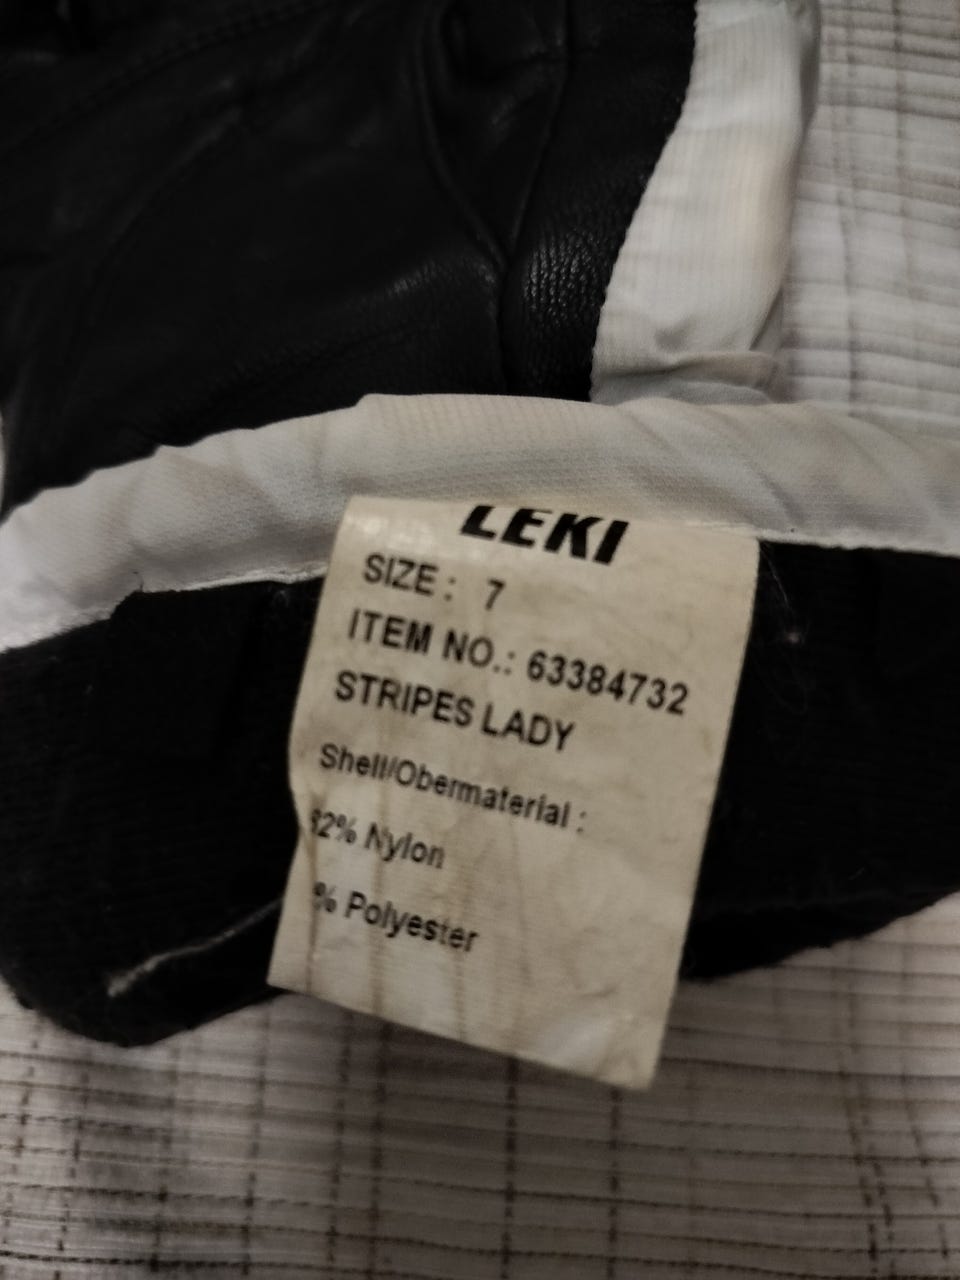 LEKI
SIZE : 7
ITEM NO.: 63384732
STRIPES LADY
Shell/Obermaterial :
Nylon
% Polyester